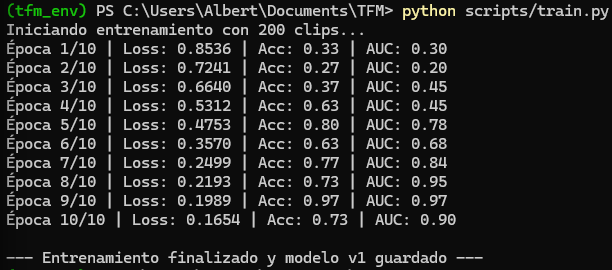 (tfm_env) PS C:\Users\Albert\Documents\TFM> python scripts/train.py
Iniciando entrenamiento con 200 clips...
Época 1/10 | Loss: 0.8536 | Acc: 0.33 | AUC: 0.30
Época 2/10 | Loss: 0.7241 | Acc: 0.27 | AUC: 0.20
Época 3/10 | Loss: 0.6640 | Acc: 0.37 | AUC: 0.45
Época 4/10 | Loss: 0.5312 | Acc: 0.63 | AUC: 0.45
Época 5/10 | Loss: 0.4753 | Acc: 0.80 | AUC: 0.78
Época 6/10 | Loss: 0.3570 | Acc: 0.63 | AUC: 0.68
Época 7/10 | Loss: 0.2499 | Acc: 0.77 | AUC: 0.84
Época 8/10 | Loss: 0.2193 | Acc: 0.73 | AUC: 0.95
Época 9/10 | Loss: 0.1989 | Acc: 0.97 | AUC: 0.97
Época 10/10 | Loss: 0.1654 | Acc: 0.73 | AUC: 0.90
--- Entrenamiento finalizado y modelo v1 guardado ---